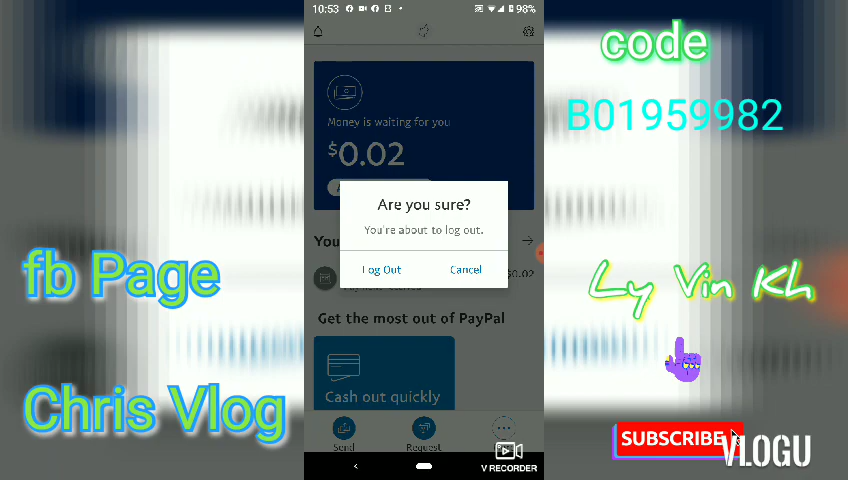 10:53
98%
code
B01959982
Money is waiting for you
$0.02
Are you sure?
You're about to log out.
Log Out
Cancel
You
$0.02
fb Page
Ly Vin Kh
Get the most out of PayPal
Cash out quickly
Chris Vlog
Send
Request
SUBSCRIBE
VLOGU
V RECORDER